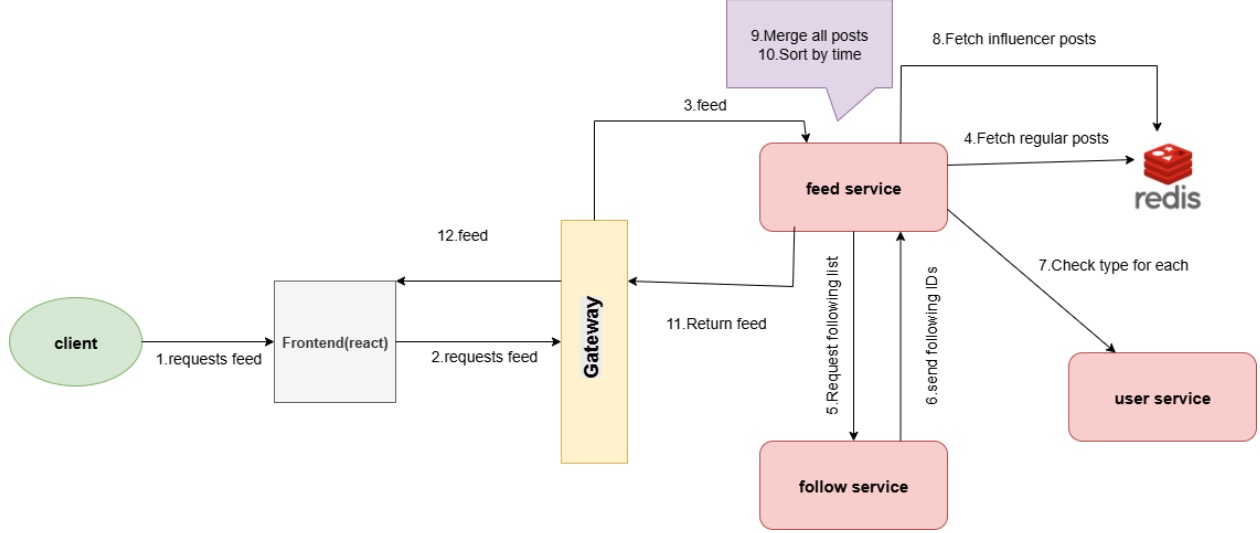 9.Merge all posts
10.Sort by time
8.Fetch influencer posts
3.feed
4.Fetch regular posts
feed service
redis
12.feed
7.Check type for each
5.Request following list
6.send following IDs
Gateway
11.Return feed
client
1.requests feed
Frontend(react)
2.requests feed
user service
follow service